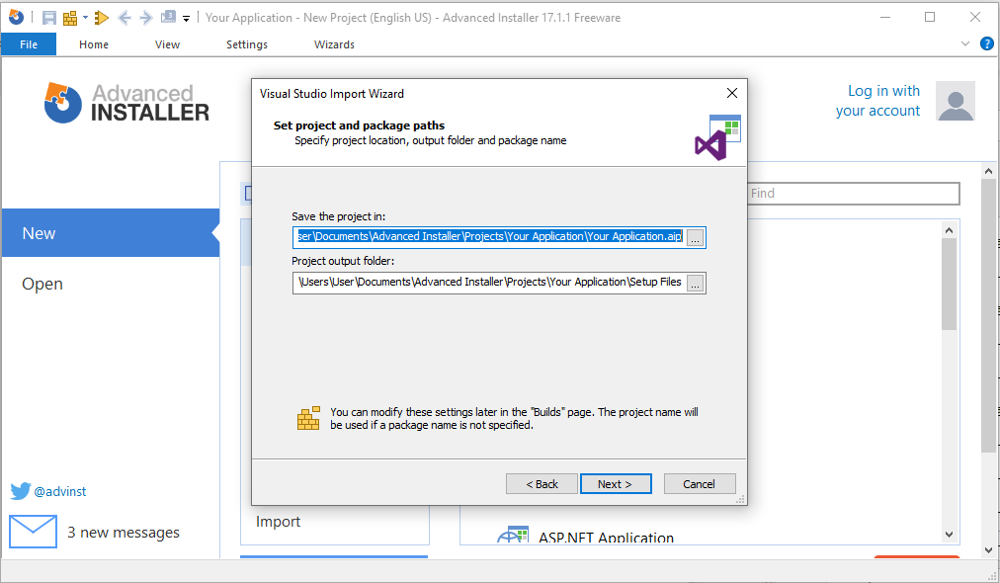 Your Application - New Project (English US) - Advanced Installer 17.1.1 Freeware
File Home View Settings Wizards
Advanced
INSTALLER
Log in with
your account
Visual Studio Import Wizard
Set project and package paths
Specify project location, output folder and package name
Find
New
Open
Save the project in:
ser\Documents\Advanced Installer\Projects\Your Application\Your Application.aip
...
Project output folder:
\Users\User\Documents\Advanced Installer\Projects\Your Application\Setup Files
...
You can modify these settings later in the "Builds" page. The project name will
be used if a package name is not specified.
< Back Next > Cancel
@advinst
3 new messages
Import
ASP.NET Application